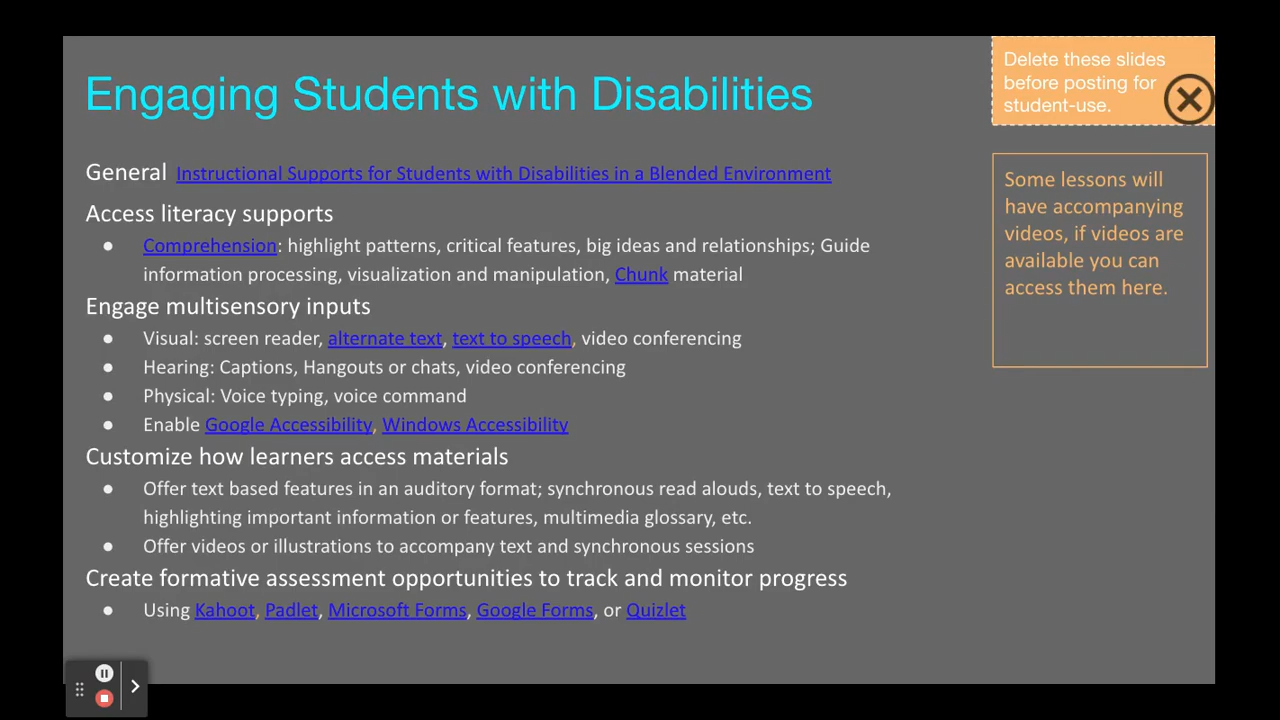 Engaging Students with Disabilities
Delete these slides
before posting for
student-use.
General Instructional Supports for Students with Disabilities in a Blended Environment
Access literacy supports
● Comprehension: highlight patterns, critical features, big ideas and relationships; Guide
information processing, visualization and manipulation, Chunk material
Engage multisensory inputs
● Visual: screen reader, alternate text, text to speech, video conferencing
● Hearing: Captions, Hangouts or chats, video conferencing
● Physical: Voice typing, voice command
● Enable Google Accessibility, Windows Accessibility
Customize how learners access materials
● Offer text based features in an auditory format; synchronous read alouds, text to speech,
highlighting important information or features, multimedia glossary, etc.
● Offer videos or illustrations to accompany text and synchronous sessions
Create formative assessment opportunities to track and monitor progress
● Using Kahoot, Padlet, Microsoft Forms, Google Forms, or Quizlet
Some lessons will
have accompanying
videos, if videos are
available you can
access them here.